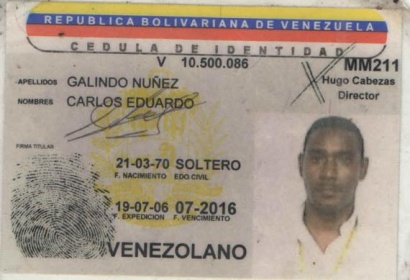 REPUBLICA BOLIVARIANA DE VENEZUELA
CEDULA DE IDENTIDAD
V 10.500.086
MM211
Hugo Cabezas
Director
APELLIDOS GALINDO NUÑEZ
NOMBRES CARLOS EDUARDO
FIRMA TITULAR
21-03-70 SOLTERO
F. NACIMIENTO EDO CIVIL
19-07-06 07-2016
F. EXPEDICION F. VENCIMIENTO
VENEZOLANO